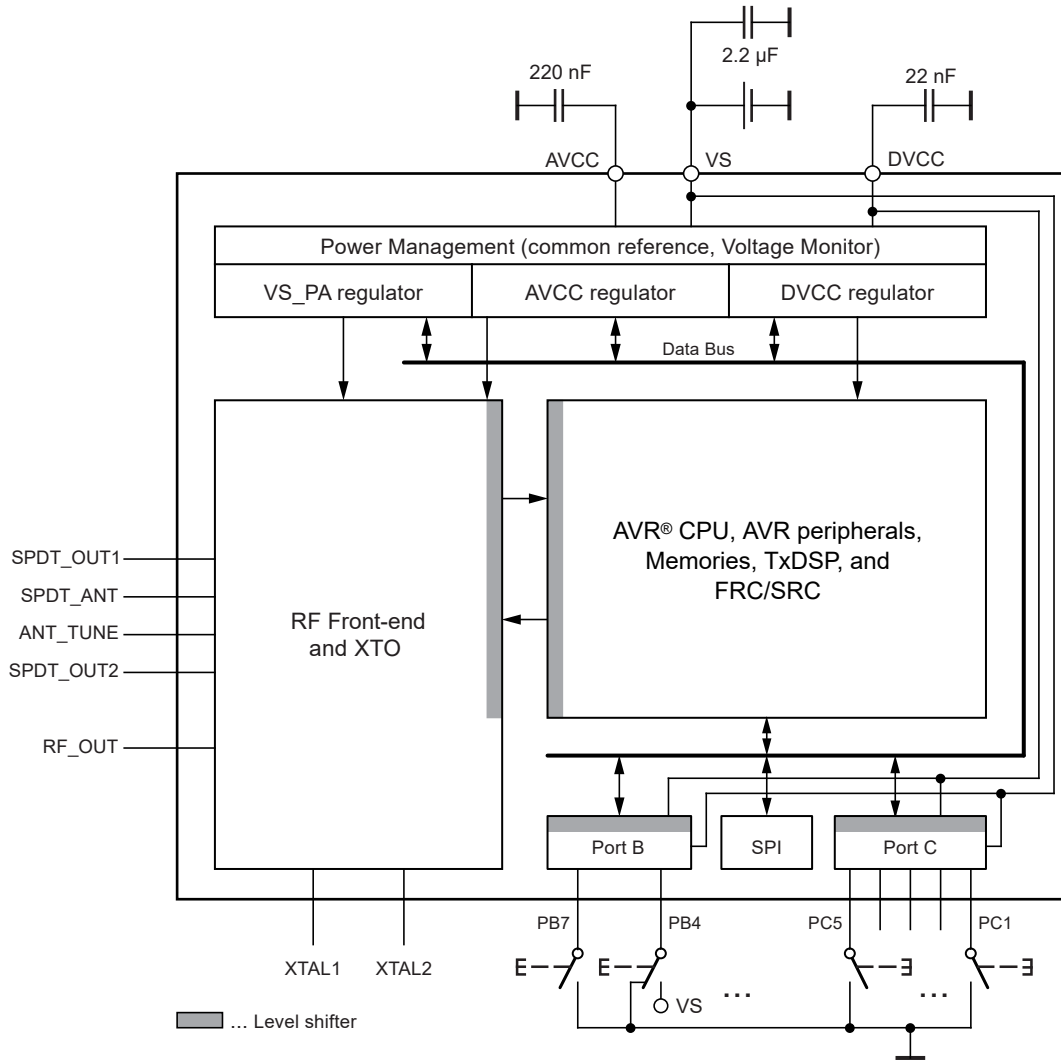 2.2 µF
220 nF
22 nF
AVCC
VS
DVCC
Power Management (common reference, Voltage Monitor)
VS_PA regulator
AVCC regulator
DVCC regulator
Data Bus
AVR® CPU, AVR peripherals,
Memories, TxDSP, and
FRC/SRC
SPDT_OUT1
SPDT_ANT
ANT_TUNE
SPDT_OUT2
RF_OUT
RF Front-end
and XTO
Port B
SPI
Port C
PB7
PB4
PC5
PC1
XTAL1
XTAL2
VS
...
...
... Level shifter